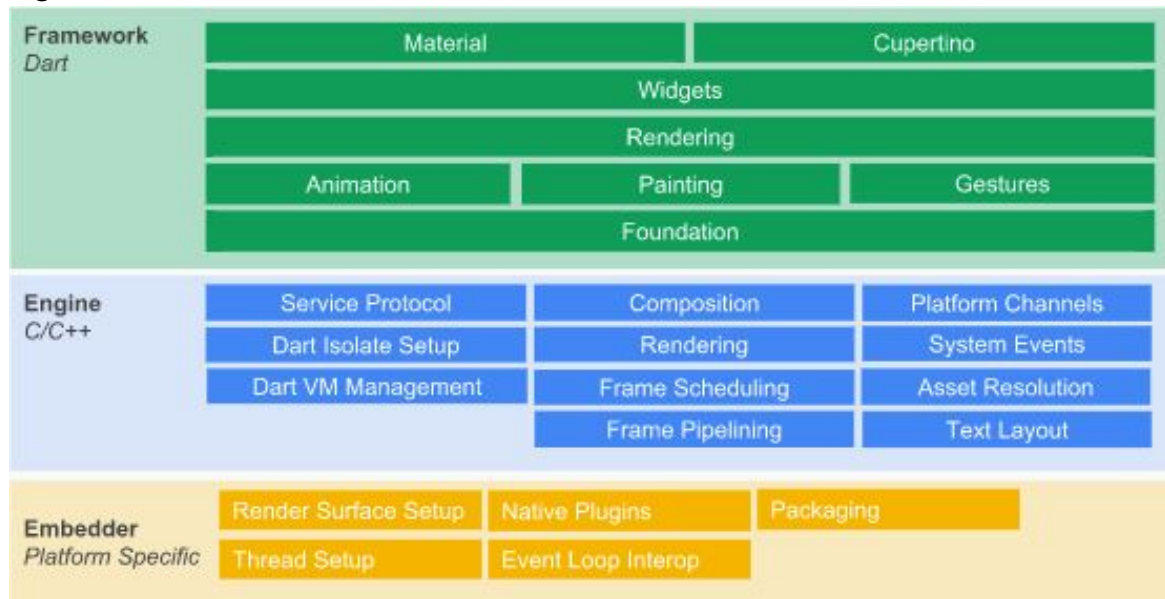 Framework
Dart
Material
Cupertino
Widgets
Rendering
Animation
Painting
Gestures
Foundation
Engine
C/C++
Service Protocol
Composition
Platform Channels
Dart Isolate Setup
Rendering
System Events
Dart VM Management
Frame Scheduling
Asset Resolution
Frame Pipelining
Text Layout
Embedder
Platform Specific
Render Surface Setup
Native Plugins
Packaging
Thread Setup
Event Loop Interop